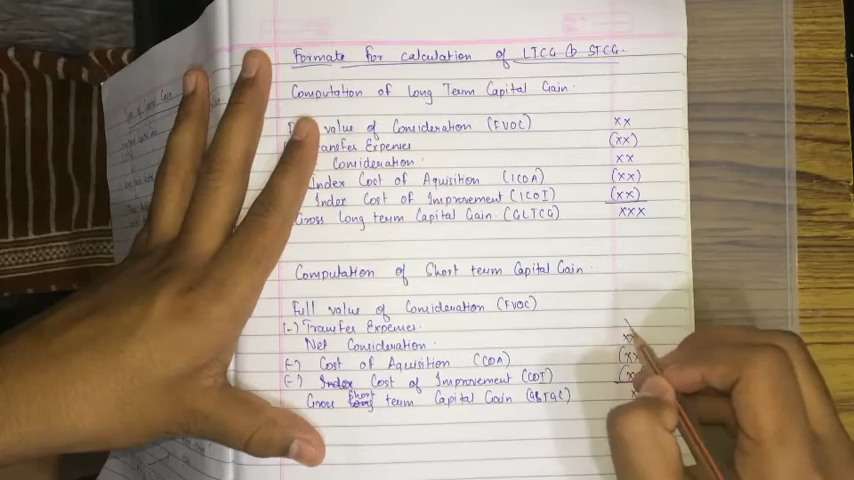 Formate for calculation of LTCG & STCG.
Computation of Long Term Capital Gain.
value of Consideration (FVOC) xx
Transfer Expenses (xx)
Consideration. xx
Index Cost of Aquisition (ICOA) (xx)
Index Cost of Improvement (ICOI) (xx)
Gross Long term Capital Gain. (GLTCG) xxx
Computation of Short term Capital Gain.
Full value of Consideration (FVOC)
(-) Transfer Expenses.
Net Consideration. xx
(-) Cost of Aquisition (COA) (xx
(-) Cost of Improvement (COI) (x
Gross Short term Capital Gain